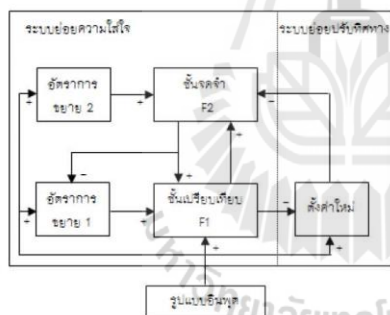 ระบบย่อยความใส่ใจ
ระบบย่อยปรับทิศทาง
อัตราการ
ขยาย 2
ชั้นจดจำ
F2
+
+
−
−
+
+
อัตราการ
ขยาย 1
ชั้นเปรียบเทียบ
F1
ตั้งค่าใหม่
+
+
−
+
+
รูปแบบอินพุต